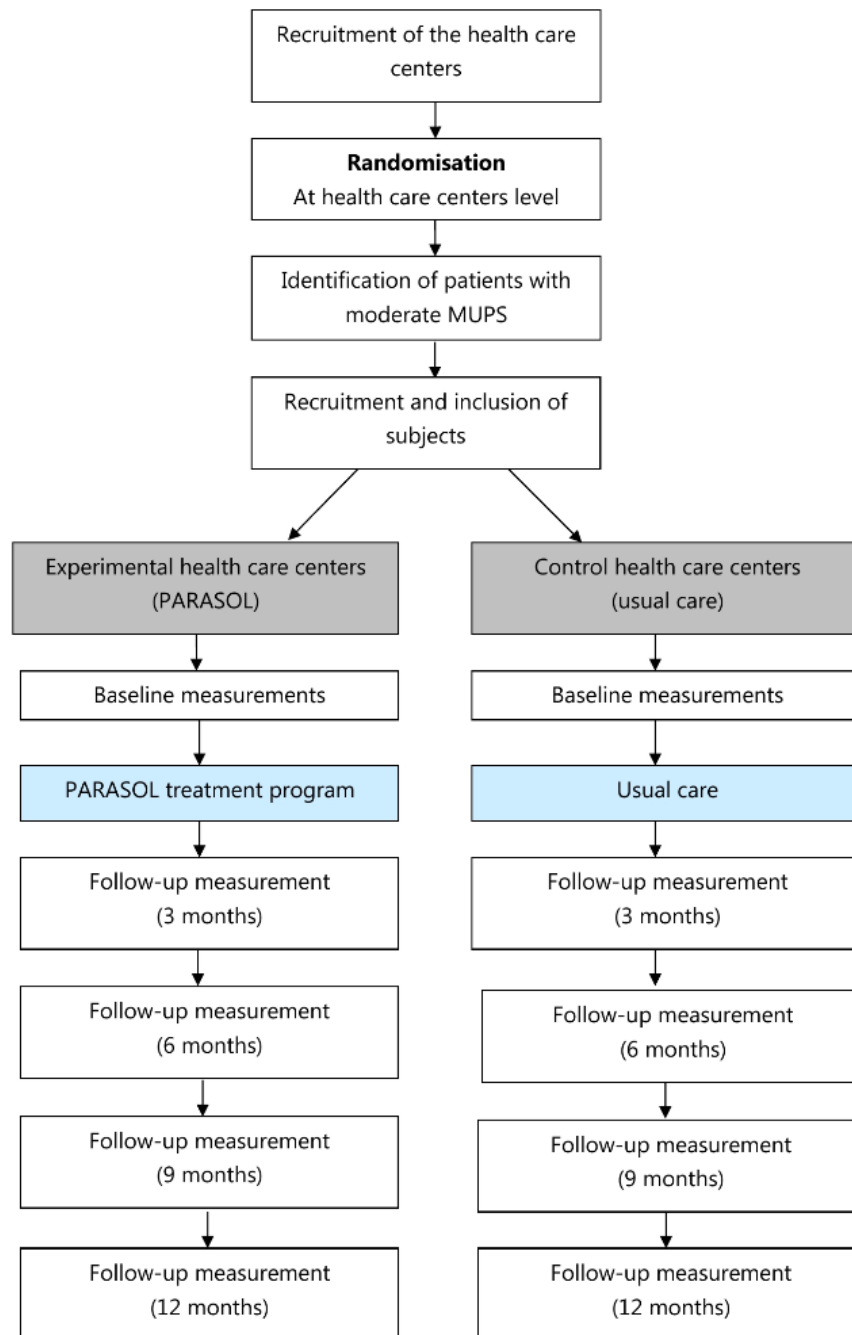 Recruitment of the health care
centers
Randomisation
At health care centers level
Identification of patients with
moderate MUPS
Recruitment and inclusion of
subjects
Experimental health care centers
(PARASOL)
Baseline measurements
PARASOL treatment program
Follow-up measurement
(3 months)
Follow-up measurement
(6 months)
Follow-up measurement
(9 months)
Follow-up measurement
(12 months)
Control health care centers
(usual care)
Baseline measurements
Usual care
Follow-up measurement
(3 months)
Follow-up measurement
(6 months)
Follow-up measurement
(9 months)
Follow-up measurement
(12 months)